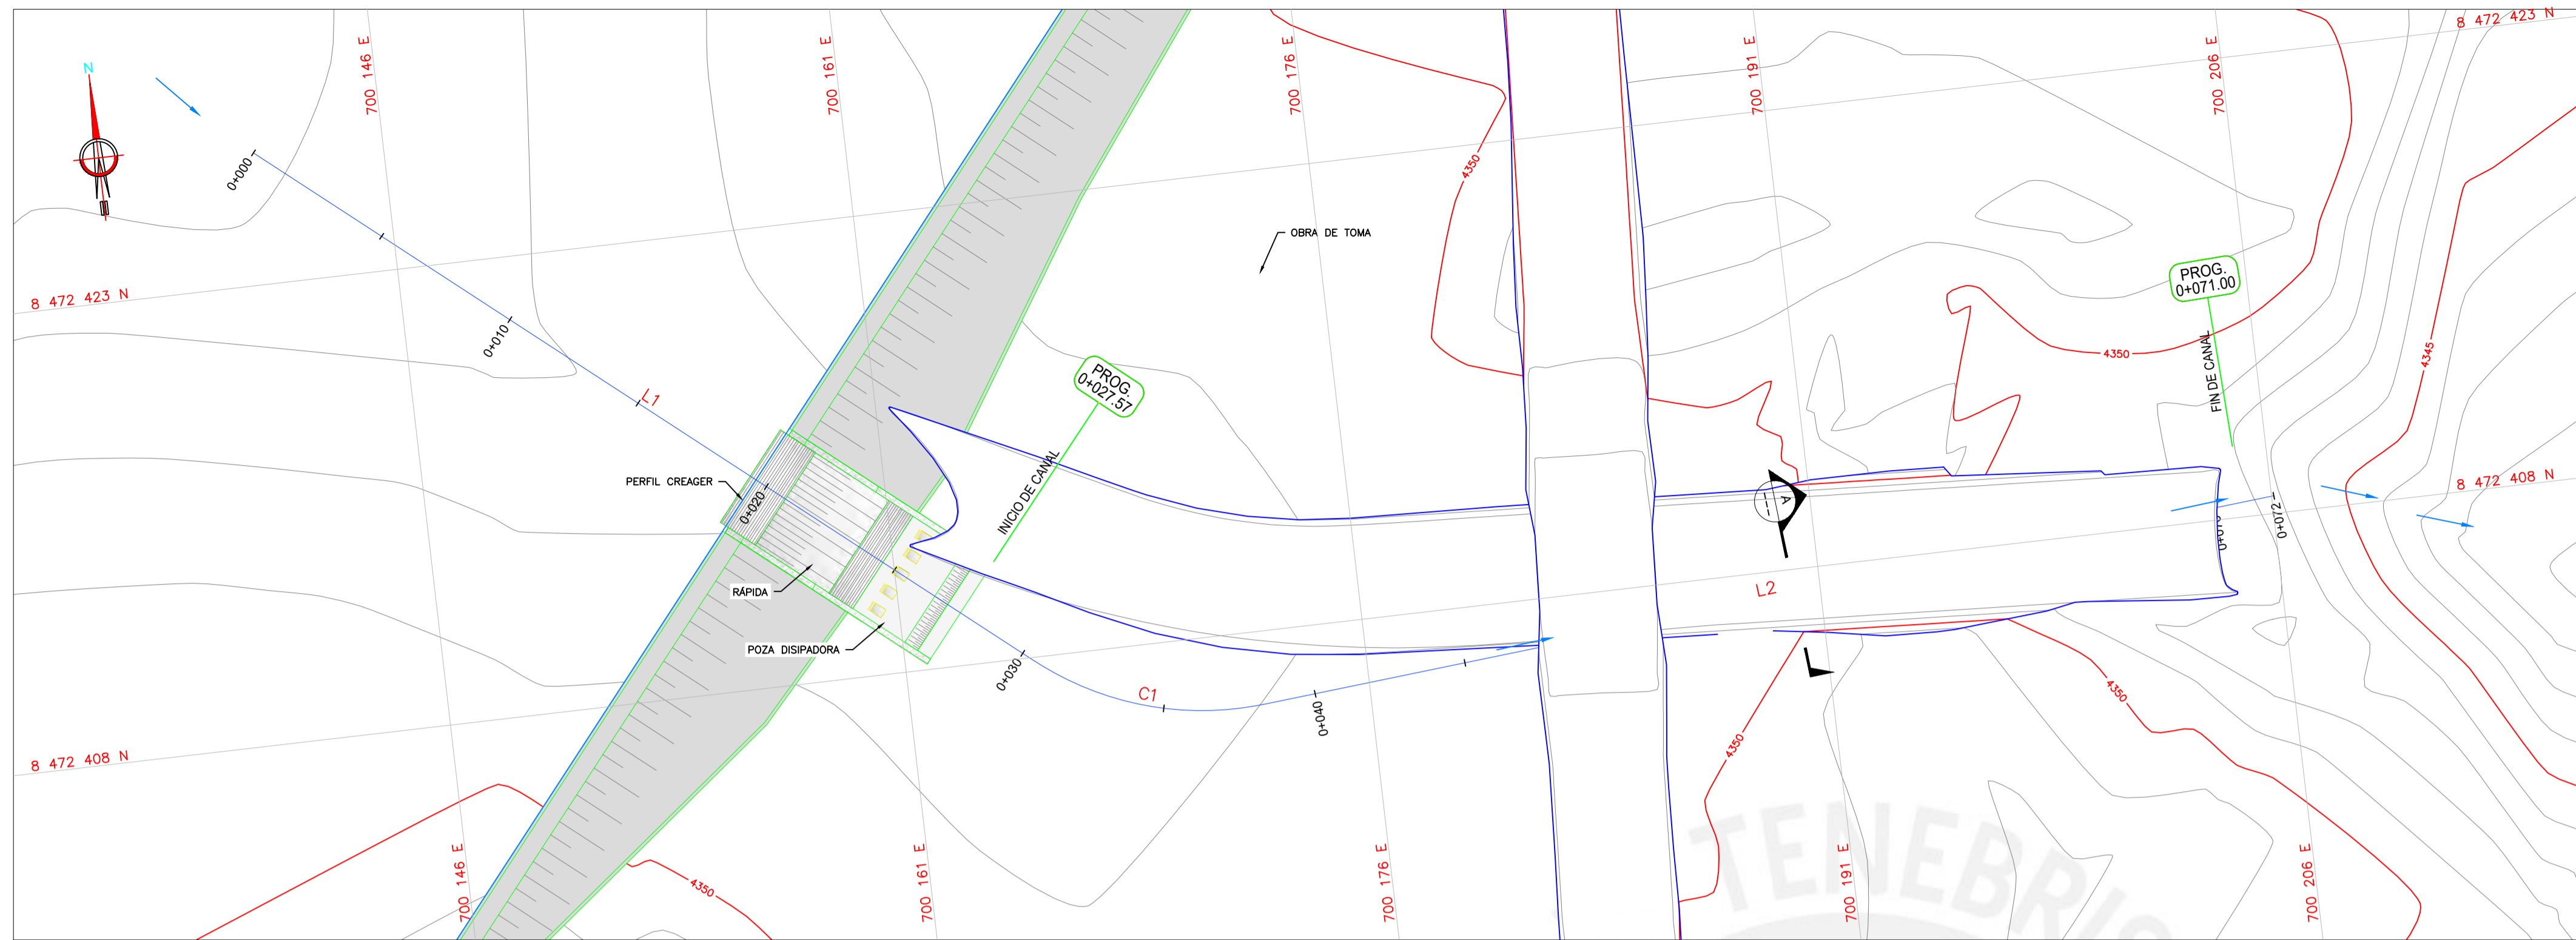 8 472 423 N
N
700 146 E
700 161 E
700 176 E
700 191 E
700 206 E
0+000
4350
OBRA DE TOMA
PROG.
0+071.00
8 472 423 N
0+010
4350
4345
FIN DE CANAL
PROG.
0+027.57
L1
PERFIL CREAGER
0+020
INICIO DE CANAL
8 472 408 N
A
0+072
RÁPIDA
L2
POZA DISIPADORA
0+030
C1
0+040
4350
4350
8 472 408 N
4350
700 146 E
700 161 E
700 176 E
700 191 E
700 206 E
TENEBRIS